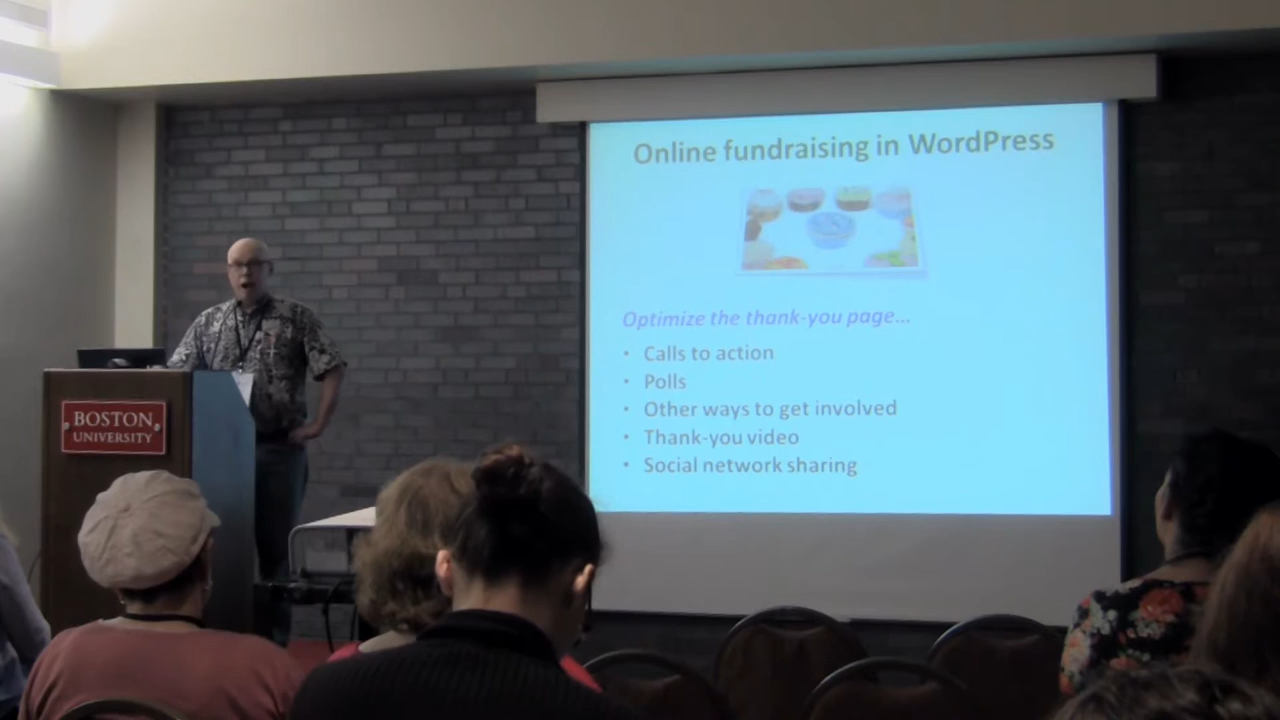 Online fundraising in WordPress
Optimize the thank-you page...
• Calls to action
• Polls
• Other ways to get involved
• Thank-you video
• Social network sharing
BOSTON
UNIVERSITY